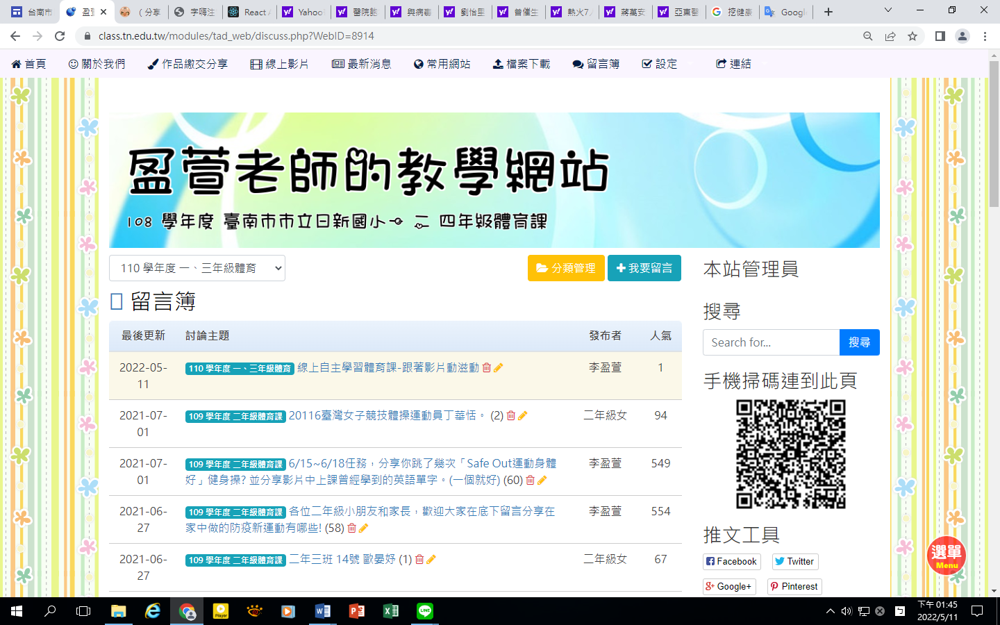 台南市
盈萱
（ 分享
字嗨注
React A
Yahoo
醫院跑
與病毒
劉怡里
曾催生
熱火7人
蔣萬安
亞東醫
挖健康
Googl
class.tn.edu.tw/modules/tad_web/discuss.php?WebID=8914
首頁
關於我們
作品繳交分享
線上影片
最新消息
常用網站
檔案下載
留言簿
設定
連結
盈萱老師的教學網站
108 學年度 臺南市市立日新國小一 二 四年級體育課
110 學年度 一、三年級體育
分類管理
我要留言
留言簿
最後更新 討論主題 發布者 人氣
2022-05-11 110 學年度 一、三年級體育 線上自主學習體育課-跟著影片動滋動 李盈萱 1
2021-07-01 109 學年度 二年級體育課 20116臺灣女子競技體操運動員丁華恬。 (2) 二年級女 94
2021-07-01 109 學年度 二年級體育課 6/15~6/18任務，分享你跳了幾次「Safe Out運動身體 李盈萱 549
好」健身操? 並分享影片中上課曾經學到的英語單字。(一個就好) (60)
2021-06-27 109 學年度 二年級體育課 各位二年級小朋友和家長，歡迎大家在底下留言分享在 李盈萱 554
家中做的防疫新運動有哪些! (58)
2021-06-27 109 學年度 二年級體育課 二年三班 14號 歐晏妤 (1) 二年級女 67
本站管理員
搜尋
Search for...
搜尋
手機掃碼連到此頁
推文工具
Facebook
Twitter
Google+
Pinterest
選單
Menu
Player
LINE
下午 01:45
2022/5/11